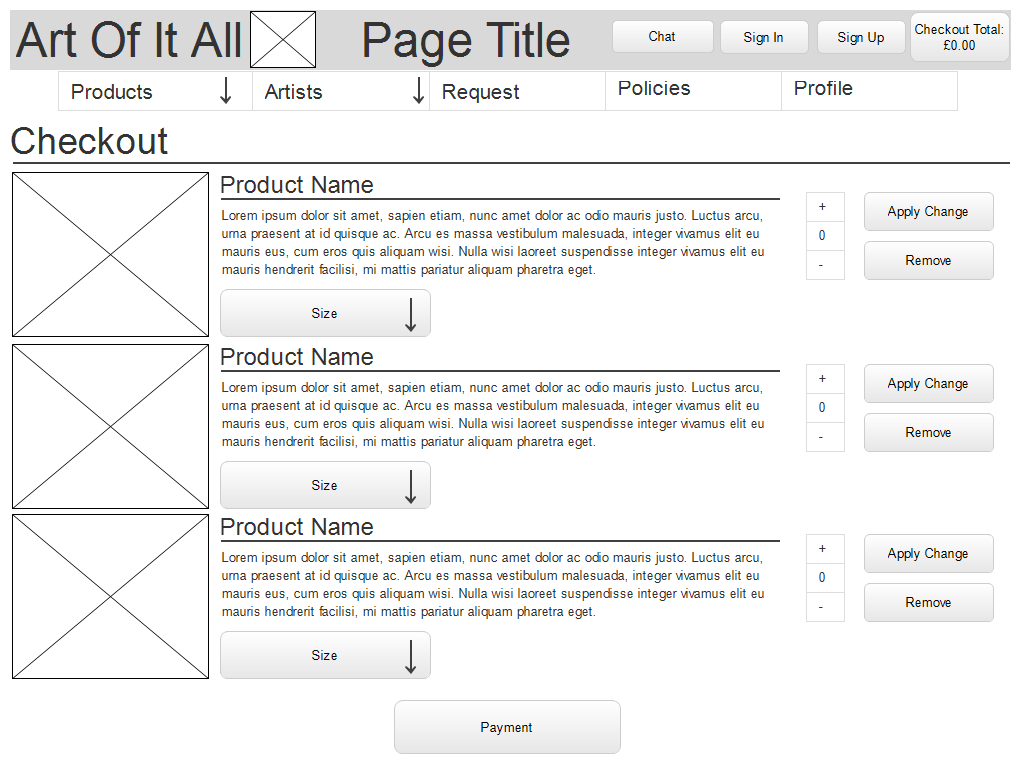 Art Of It All
Page Title
Chat
Sign In
Sign Up
Checkout Total:
£0.00
Products
Artists
Request
Policies
Profile
Checkout
Product Name
Lorem ipsum dolor sit amet, sapien etiam, nunc amet dolor ac odio mauris justo. Luctus arcu,
urna praesent at id quisque ac. Arcu es massa vestibulum malesuada, integer vivamus elit eu
mauris eus, cum eros quis aliquam wisi. Nulla wisi laoreet suspendisse integer vivamus elit eu
mauris hendrerit facilisi, mi mattis pariatur aliquam pharetra eget.
Size
+
0
-
Apply Change
Remove
Product Name
Lorem ipsum dolor sit amet, sapien etiam, nunc amet dolor ac odio mauris justo. Luctus arcu,
urna praesent at id quisque ac. Arcu es massa vestibulum malesuada, integer vivamus elit eu
mauris eus, cum eros quis aliquam wisi. Nulla wisi laoreet suspendisse integer vivamus elit eu
mauris hendrerit facilisi, mi mattis pariatur aliquam pharetra eget.
Size
+
0
-
Apply Change
Remove
Product Name
Lorem ipsum dolor sit amet, sapien etiam, nunc amet dolor ac odio mauris justo. Luctus arcu,
urna praesent at id quisque ac. Arcu es massa vestibulum malesuada, integer vivamus elit eu
mauris eus, cum eros quis aliquam wisi. Nulla wisi laoreet suspendisse integer vivamus elit eu
mauris hendrerit facilisi, mi mattis pariatur aliquam pharetra eget.
Size
+
0
-
Apply Change
Remove
Payment